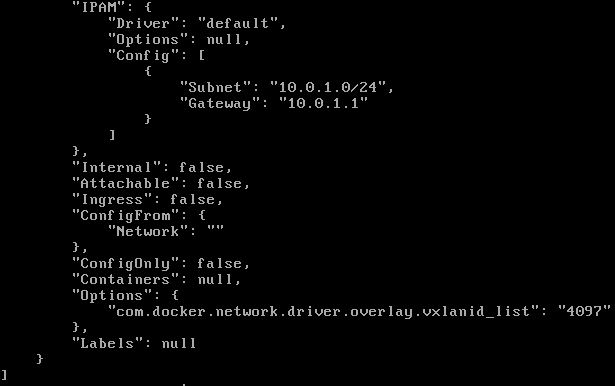 "IPAM": {
"Driver": "default",
"Options": null,
"Config": [
{
"Subnet": "10.0.1.0/24",
"Gateway": "10.0.1.1"
}
]
},
"Internal": false,
"Attachable": false,
"Ingress": false,
"ConfigFrom": {
"Network": ""
},
"ConfigOnly": false,
"Containers": null,
"Options": {
"com.docker.network.driver.overlay.vxlanid_list": "4097"
},
"Labels": null
}
]